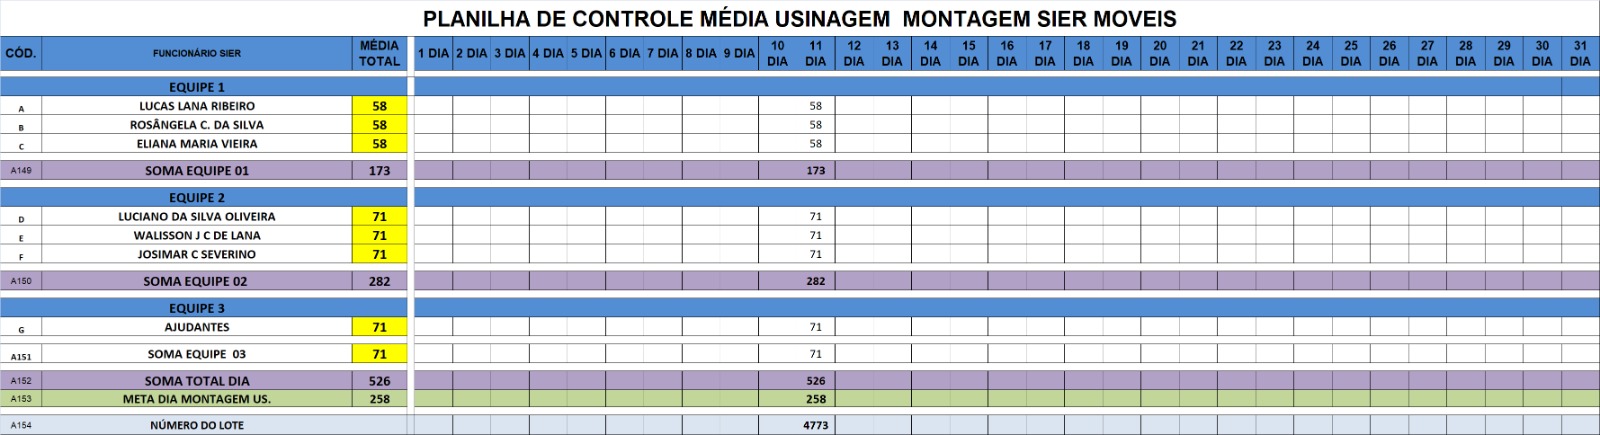 PLANILHA DE CONTROLE MÉDIA USINAGEM MONTAGEM SIER MOVEIS
CÓD. FUNCIONÁRIO SIER MÉDIA TOTAL 1 DIA 2 DIA 3 DIA 4 DIA 5 DIA 6 DIA 7 DIA 8 DIA 9 DIA 10 DIA 11 DIA 12 DIA 13 DIA 14 DIA 15 DIA 16 DIA 17 DIA 18 DIA 19 DIA 20 DIA 21 DIA 22 DIA 23 DIA 24 DIA 25 DIA 26 DIA 27 DIA 28 DIA 29 DIA 30 DIA 31 DIA
EQUIPE 1
A LUCAS LANA RIBEIRO 58 58
B ROSÂNGELA C. DA SILVA 58 58
C ELIANA MARIA VIEIRA 58 58
A149 SOMA EQUIPE 01 173 173
EQUIPE 2
D LUCIANO DA SILVA OLIVEIRA 71 71
E WALISSON J C DE LANA 71 71
F JOSIMAR C SEVERINO 71 71
A150 SOMA EQUIPE 02 282 282
EQUIPE 3
G AJUDANTES 71 71
A151 SOMA EQUIPE 03 71 71
A152 SOMA TOTAL DIA 526 526
A153 META DIA MONTAGEM US. 258 258
A154 NÚMERO DO LOTE 4773